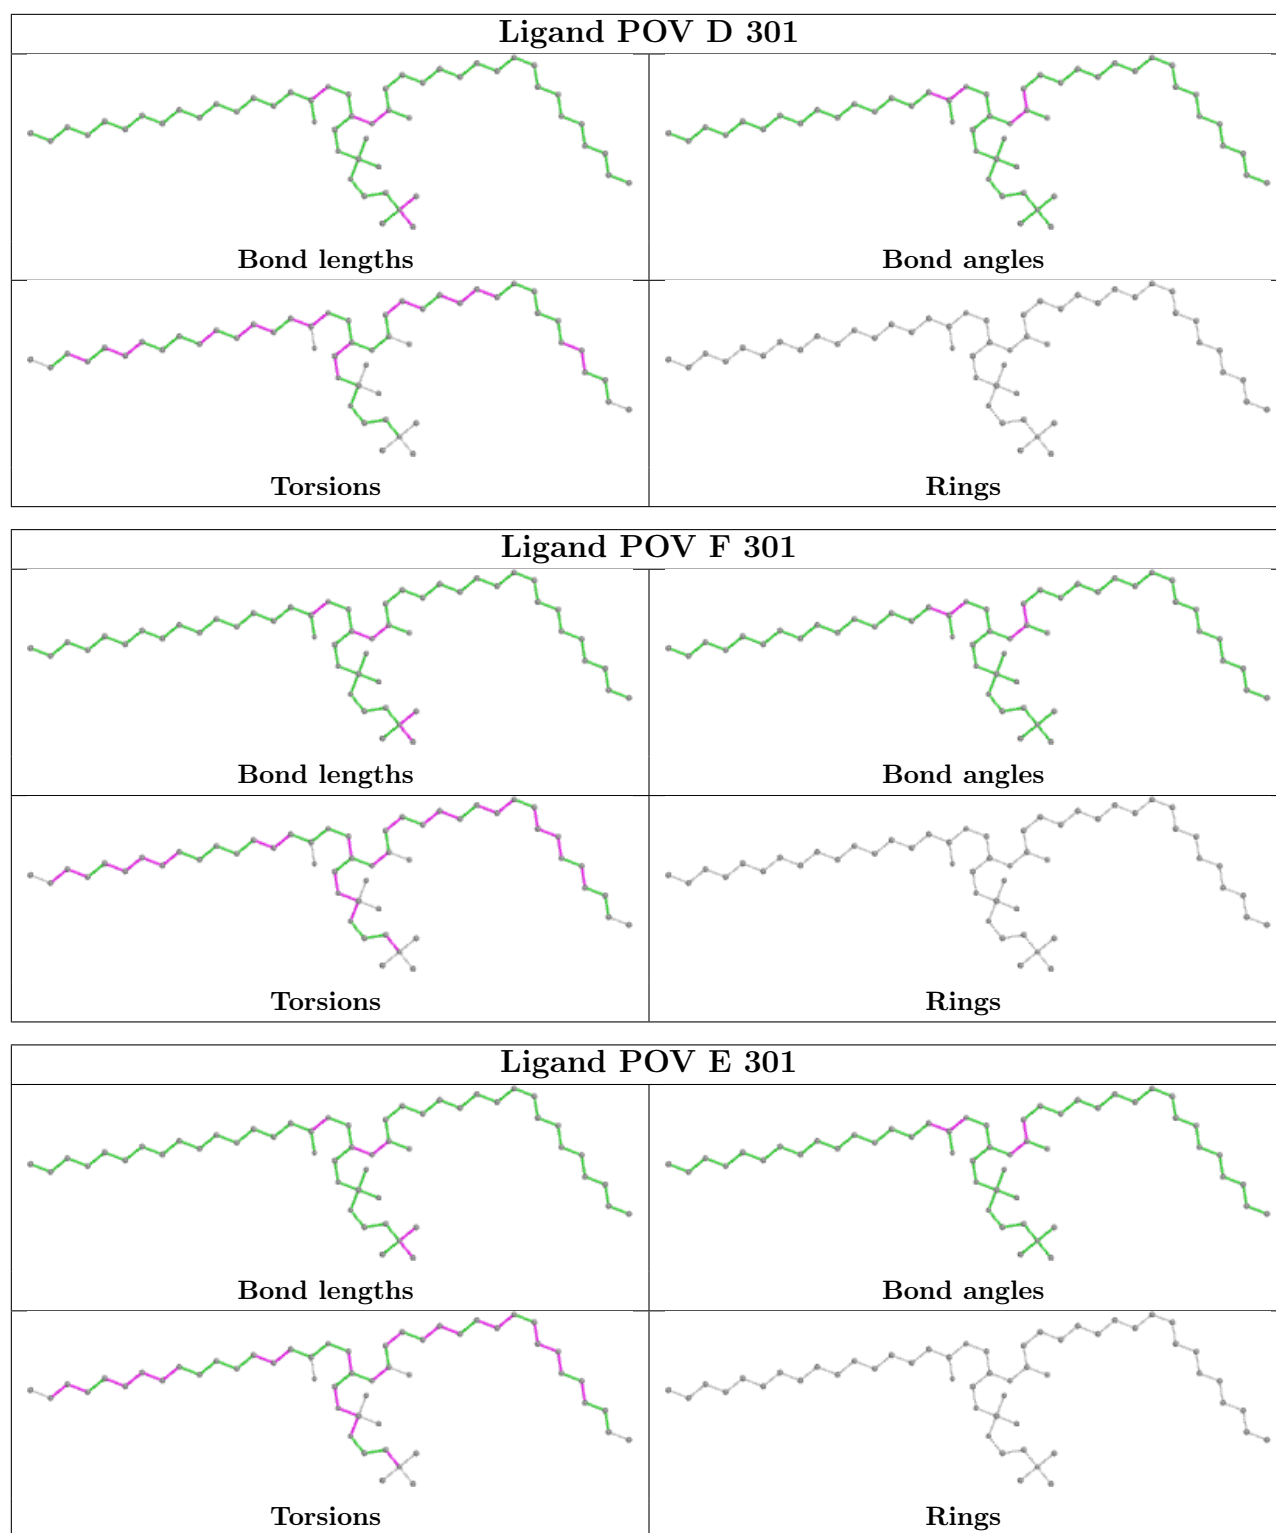 Ligand POV D 301
Bond lengths
Bond angles
Torsions
Rings
Ligand POV F 301
Bond lengths
Bond angles
Torsions
Rings
Ligand POV E 301
Bond lengths
Bond angles
Torsions
Rings